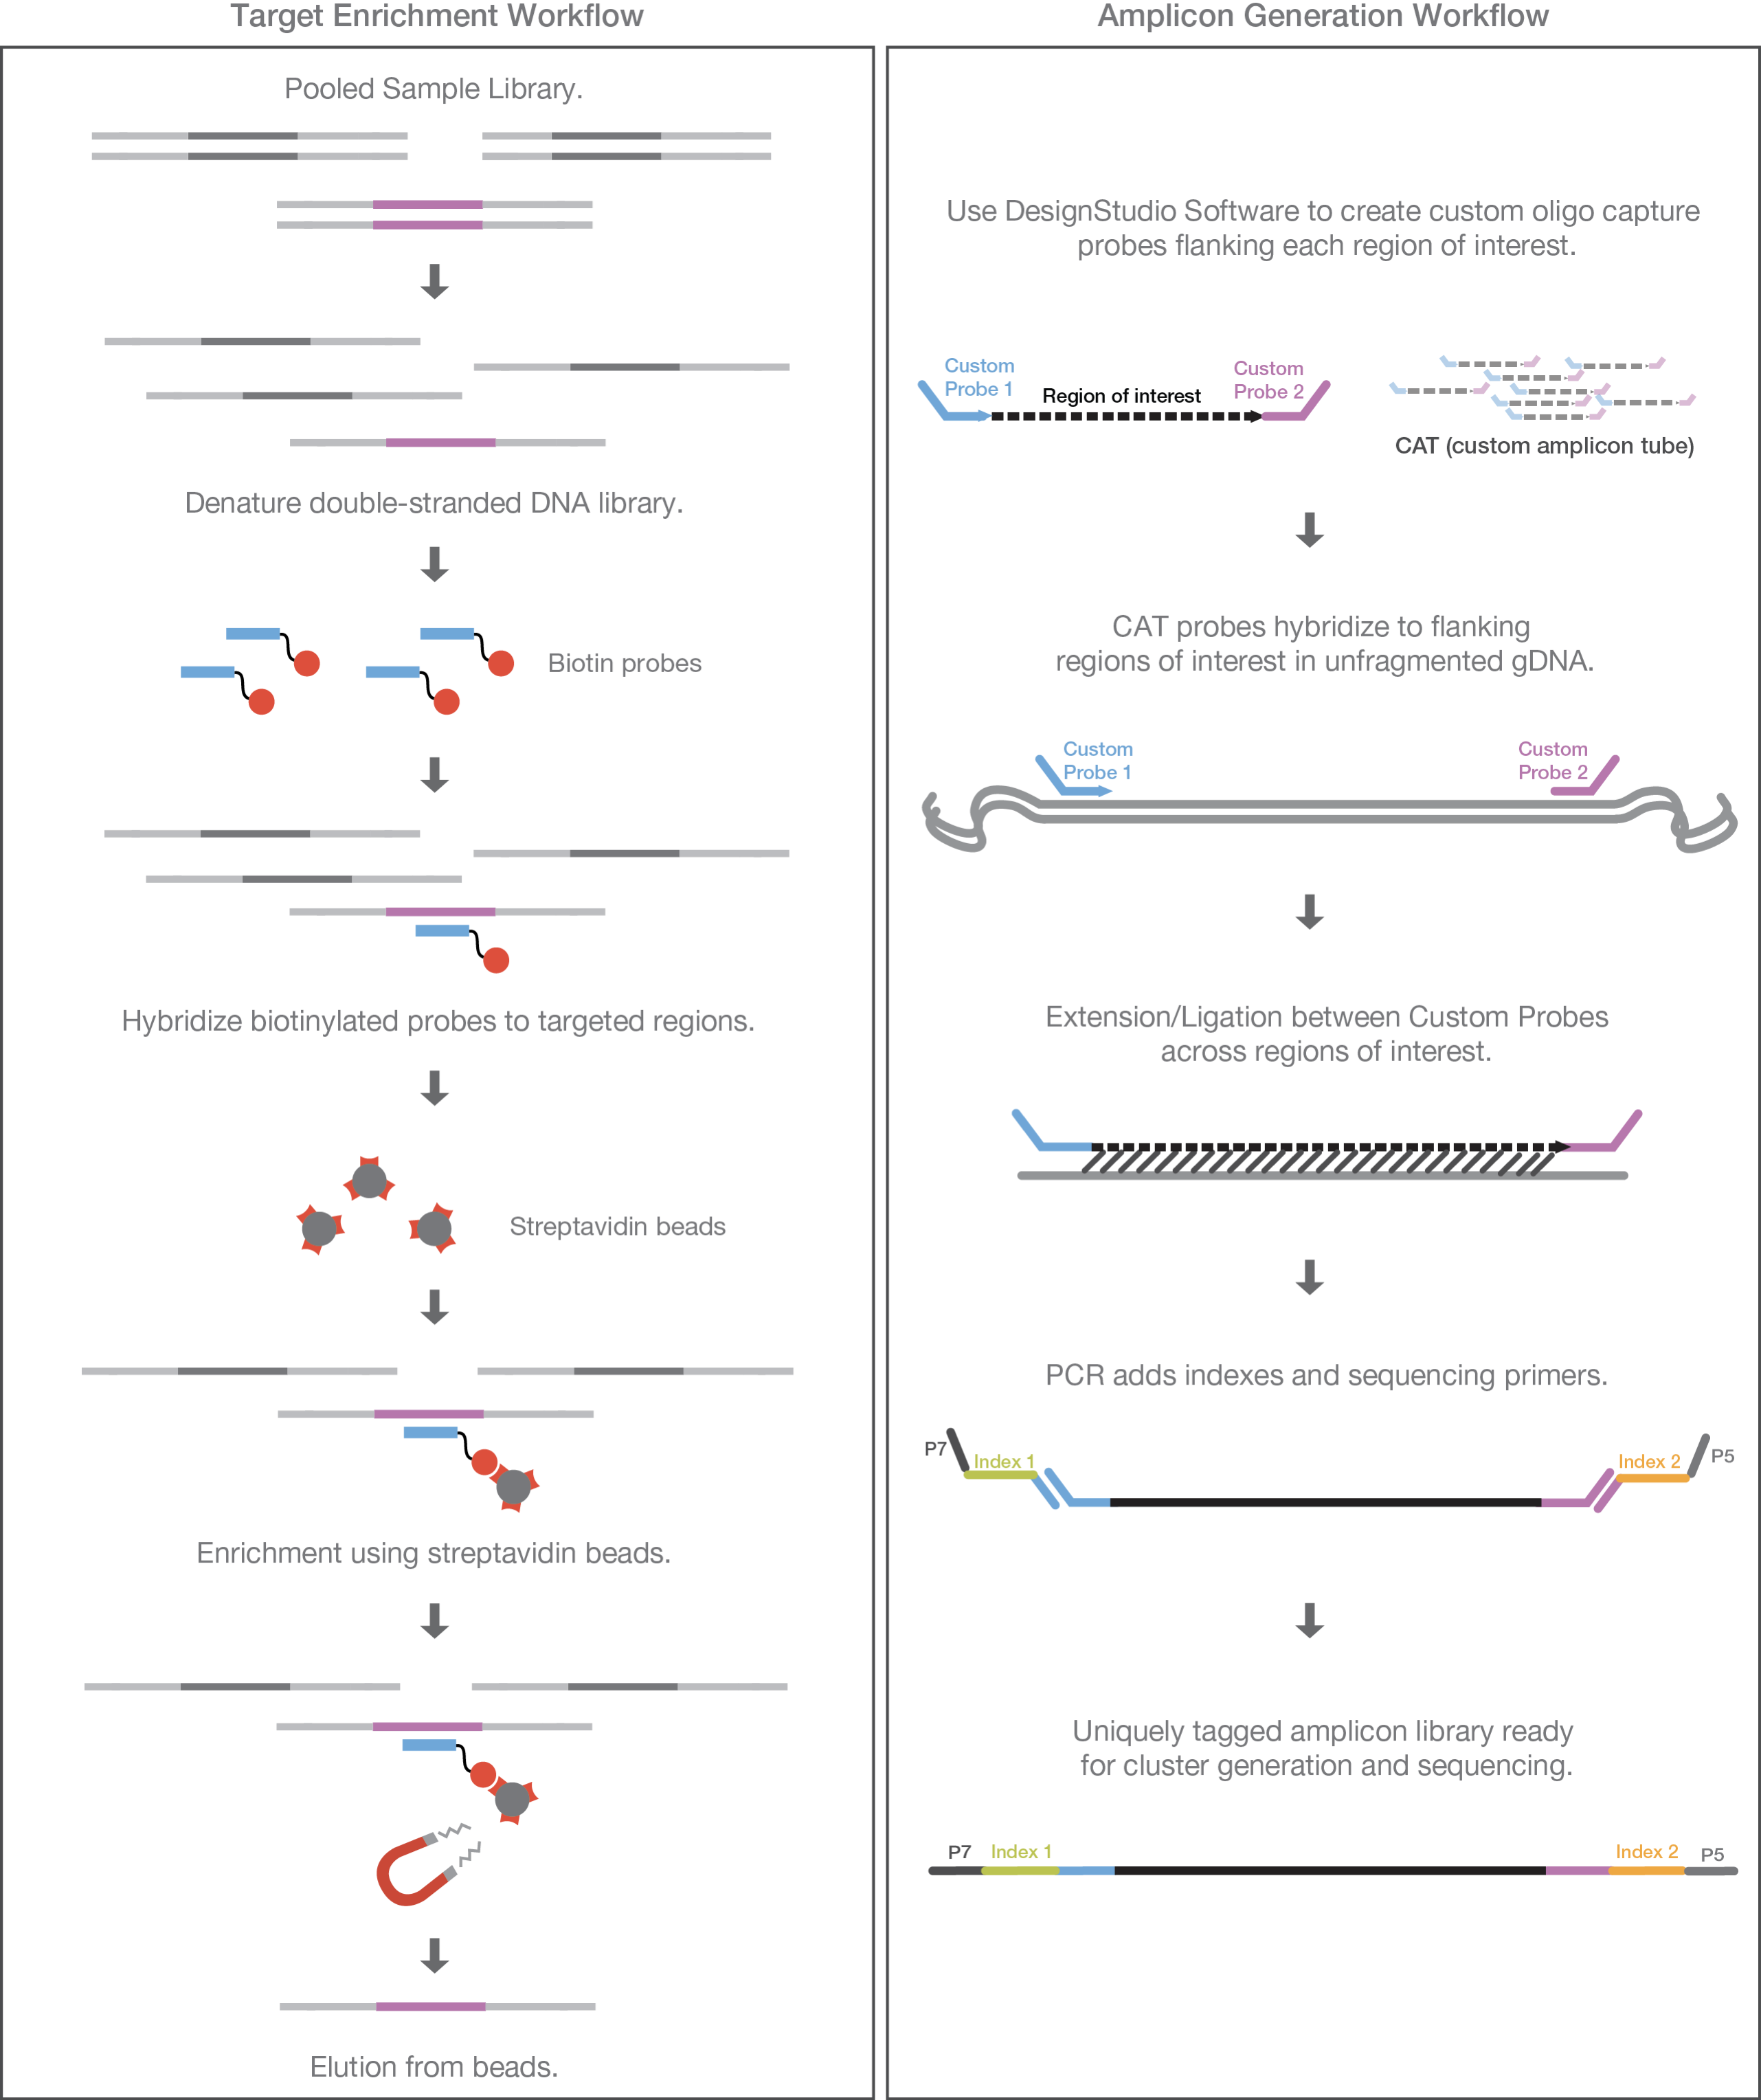 Target Enrichment Workflow
Pooled Sample Library.
Denature double-stranded DNA library.
Biotin probes
Hybridize biotinylated probes to targeted regions.
Streptavidin beads
Enrichment using streptavidin beads.
Elution from beads.
Amplicon Generation Workflow
Use DesignStudio Software to create custom oligo capture
probes flanking each region of interest.
Custom
Probe 1
Region of interest
Custom
Probe 2
CAT (custom amplicon tube)
CAT probes hybridize to flanking
regions of interest in unfragmented gDNA.
Custom
Probe 1
Custom
Probe 2
Extension/Ligation between Custom Probes
across regions of interest.
PCR adds indexes and sequencing primers.
P7
Index 1
Index 2
P5
Uniquely tagged amplicon library ready
for cluster generation and sequencing.
P7
Index 1
Index 2
P5